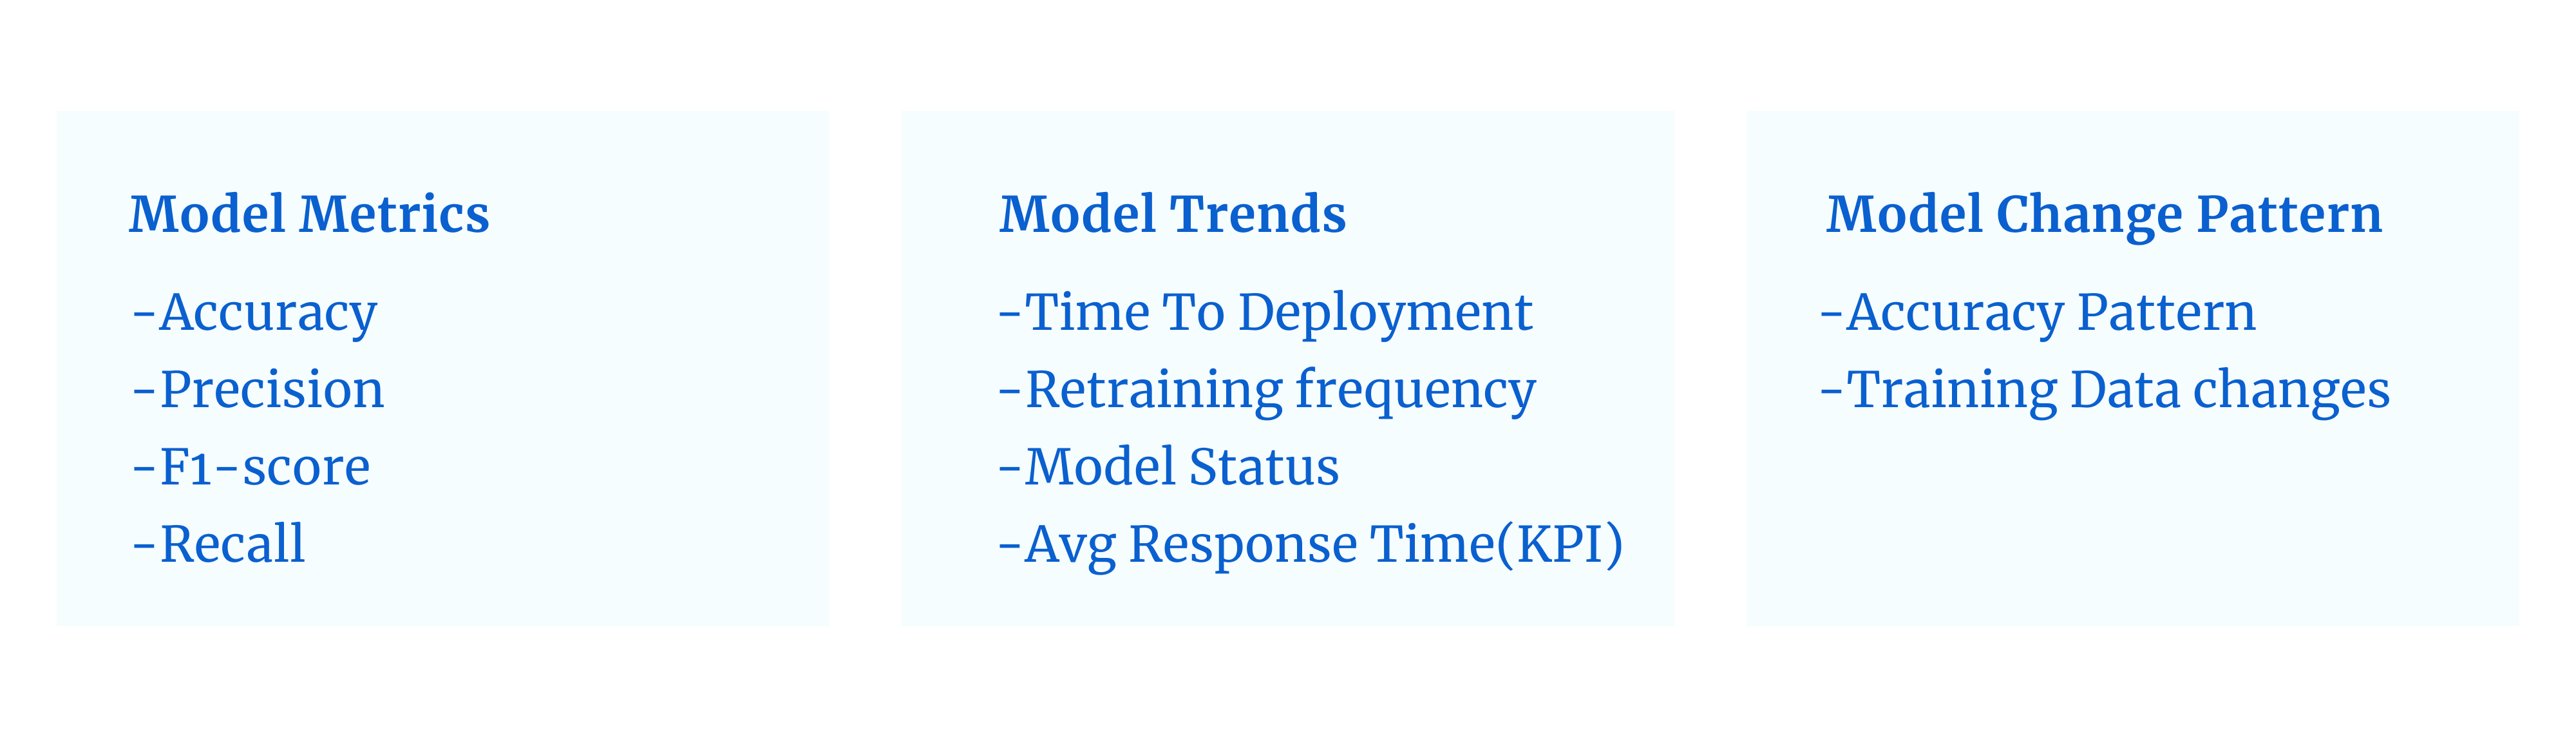 Model Metrics
-Accuracy
-Precision
-F1-score
-Recall
Model Trends
-Time To Deployment
-Retraining frequency
-Model Status
-Avg Response Time(KPI)
Model Change Pattern
-Accuracy Pattern
-Training Data changes